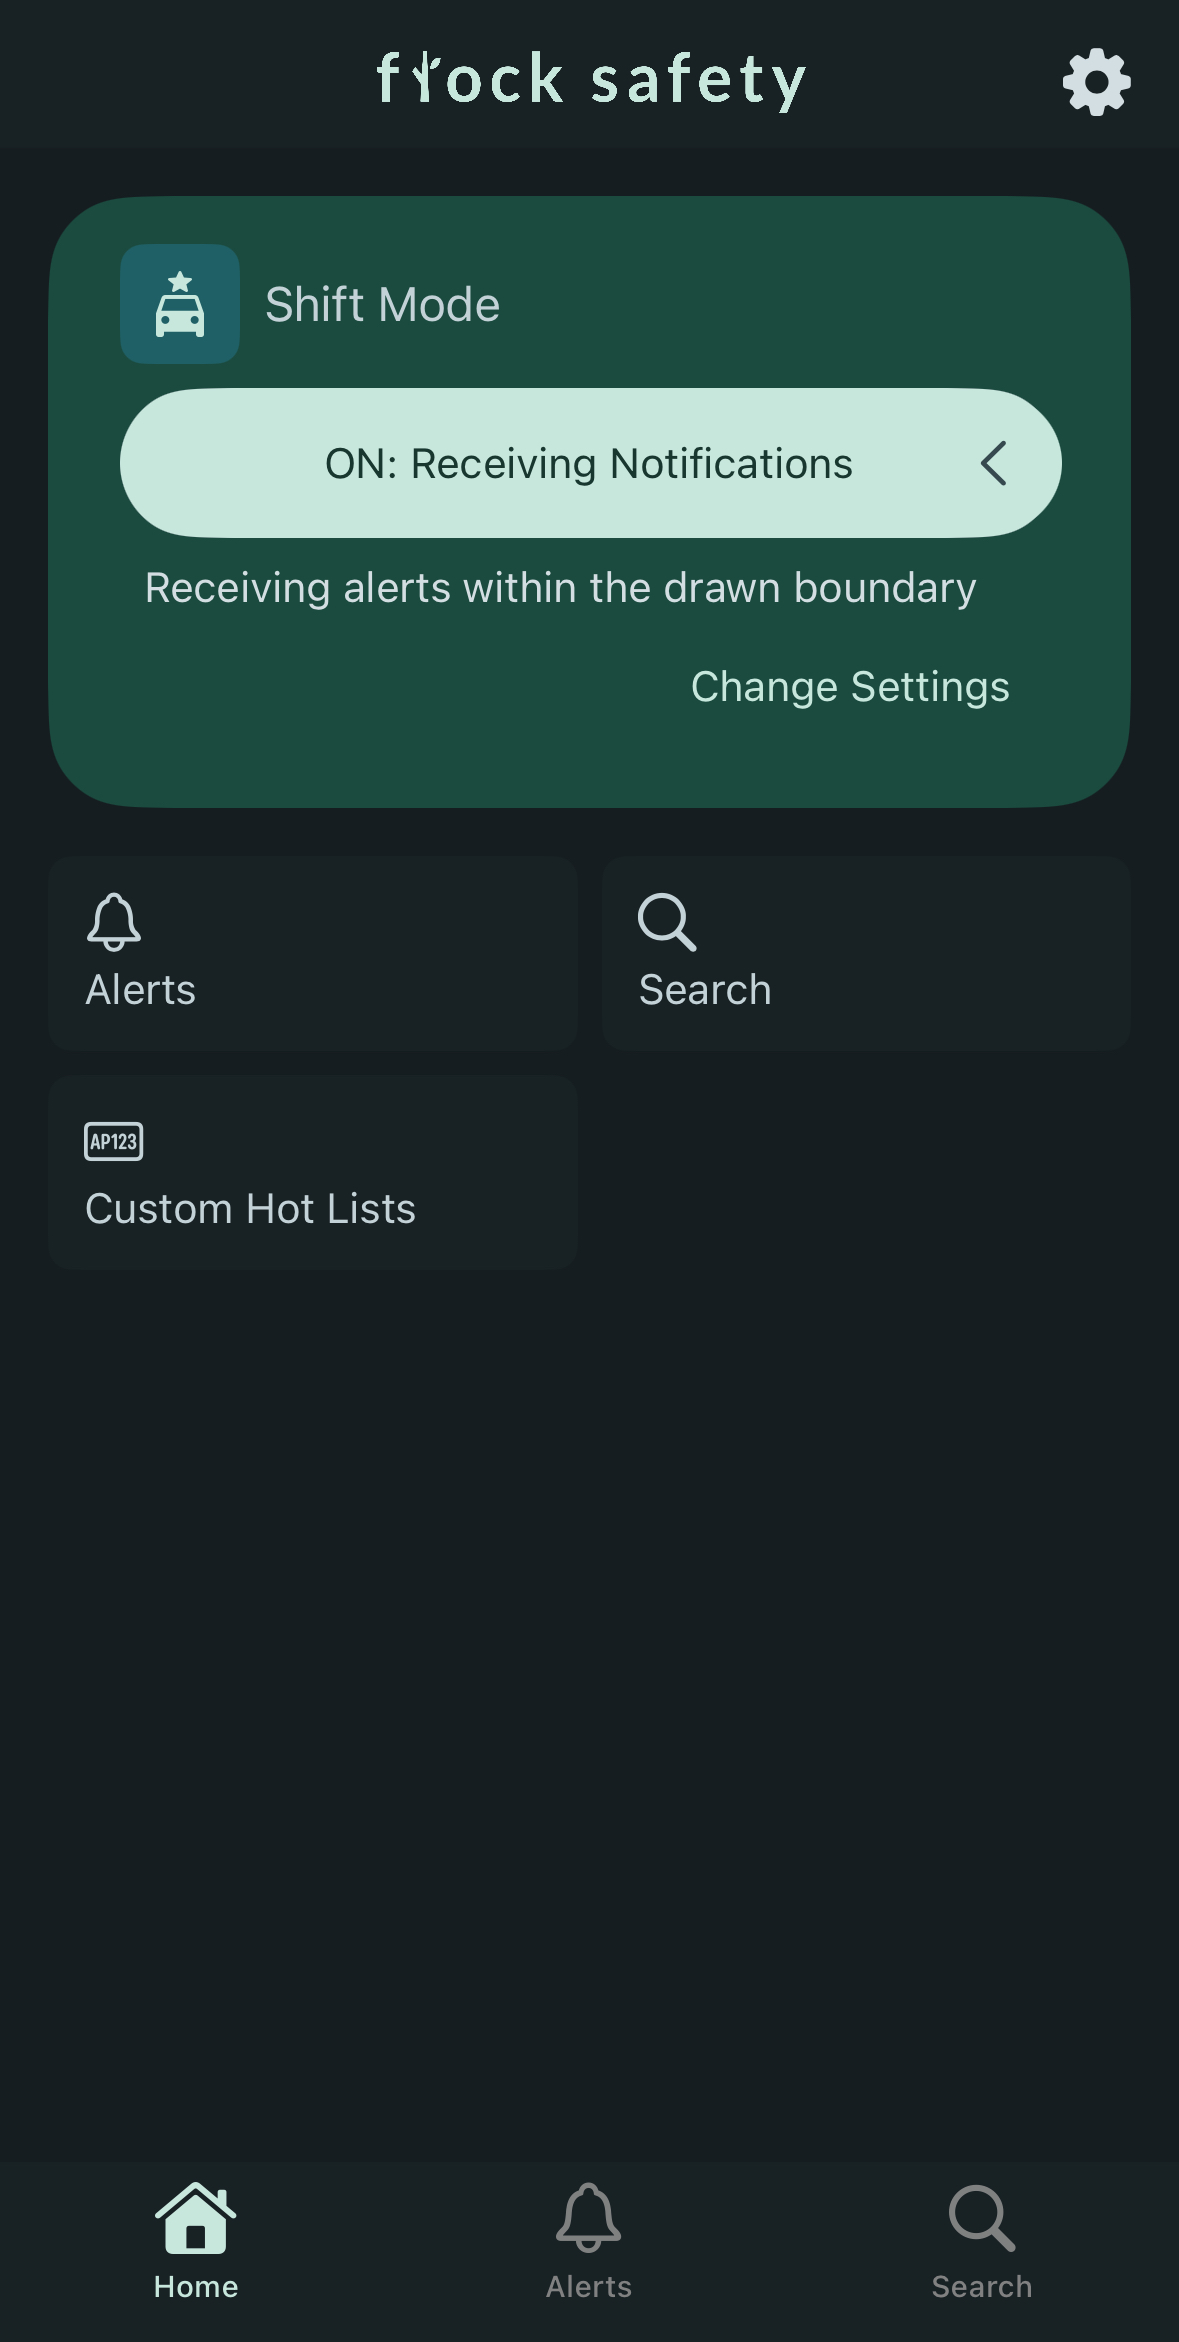 flock safety
Shift Mode
ON: Receiving Notifications
Receiving alerts within the drawn boundary
Change Settings
Alerts
Search
AP123
Custom Hot Lists
Home
Alerts
Search